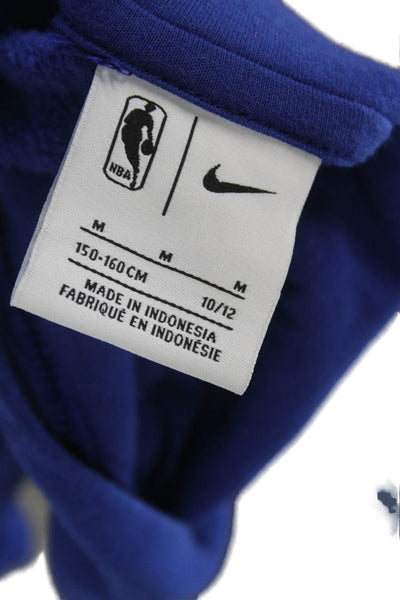 NBA
M M M
150-160CM 10/12
MADE IN INDONESIA
FABRIQUÉ EN INDONÉSIE